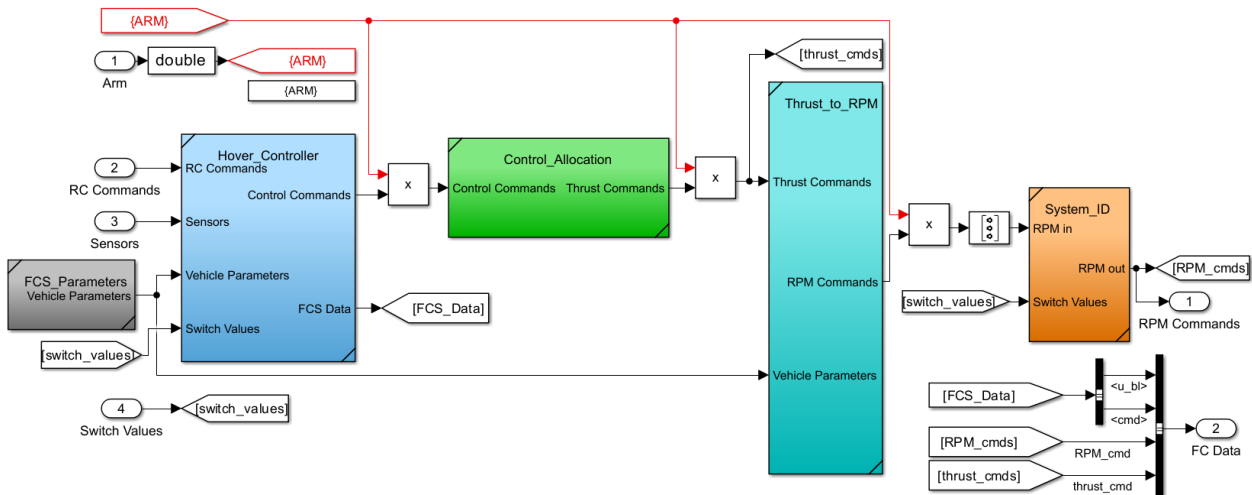 {ARM}
[thrust_cmds]
1
double
{ARM}
Arm
{ARM}
Thrust_to_RPM
Hover_Controller
Control_Allocation
2
RC Commands
x
x
RC Commands
Control Commands
Control Commands
Thrust Commands
Thrust Commands
3
Sensors
Sensors
x
System_ID
RPM in
FCS_Parameters
Vehicle Parameters
Vehicle Parameters
RPM Commands
RPM out
[RPM_cmds]
[switch_values]
Switch Values
1
RPM Commands
FCS Data
[FCS_Data]
Switch Values
[switch_values]
Vehicle Parameters
4
[switch_values]
Switch Values
[FCS_Data]
<u_bl>
<cmd>
2
FC Data
[RPM_cmds]
RPM_cmd
[thrust_cmds]
thrust_cmd